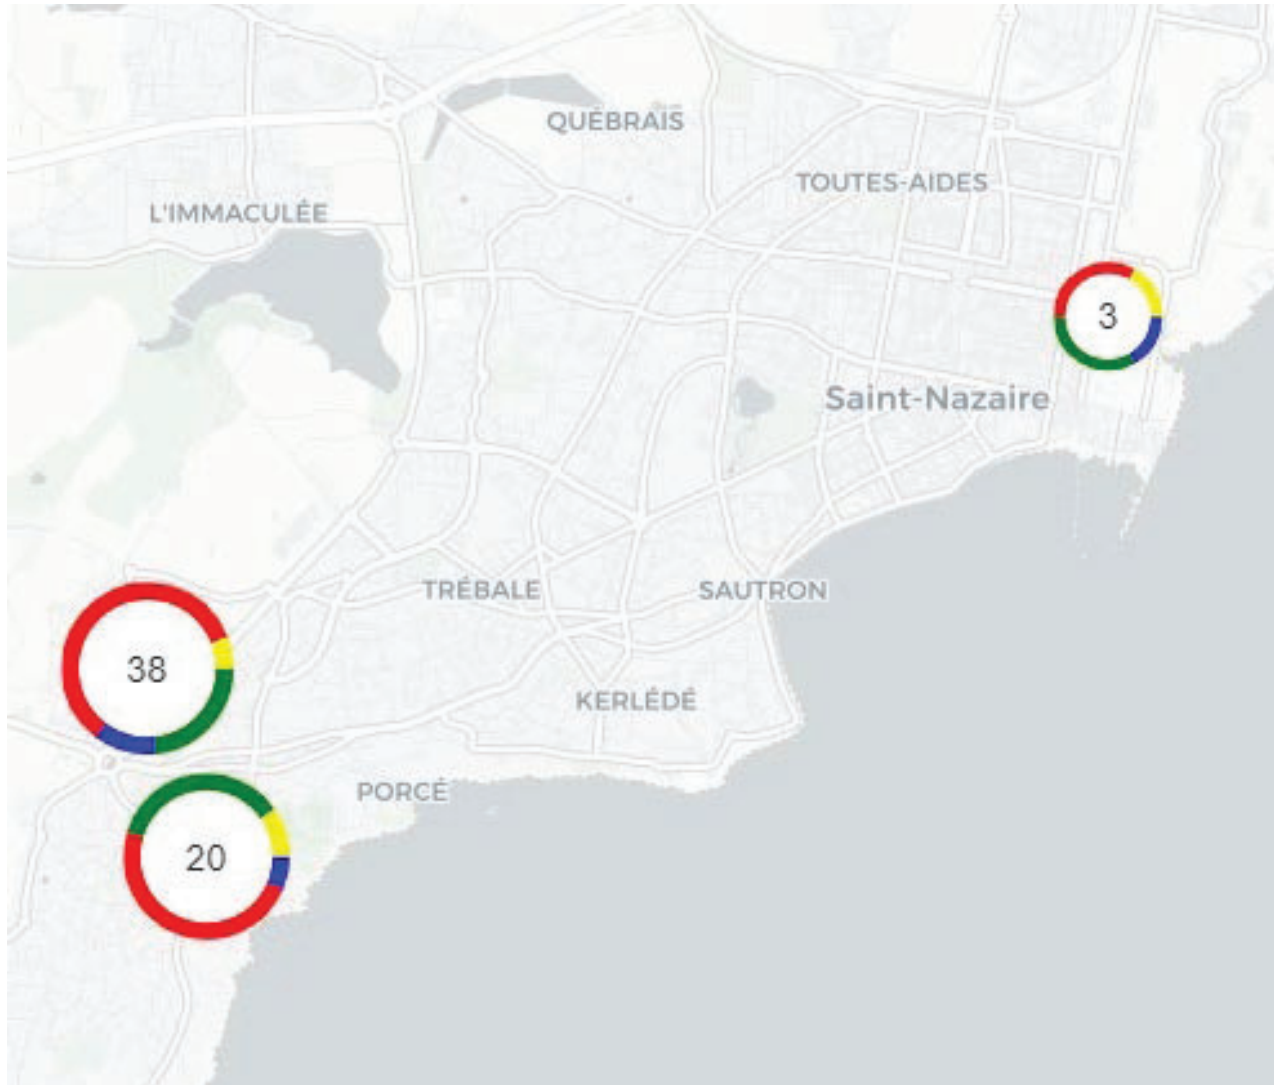 QUÉBRAIS
TOUTES-AIDES
L'IMMACULÉE
3
Saint-Nazaire
TRÉBALE
SAUTRON
38
KERLÉDÉ
PORCÉ
20